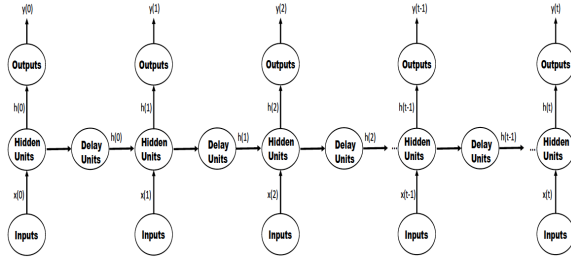 y(0) y(1) y(2) y(t-1) y(t)
Outputs Outputs Outputs Outputs Outputs
h(0) h(1) h(2) h(t-1) h(t)
h(0) h(1) h(2) h(t-1)
Hidden Units Delay Units Hidden Units Delay Units Hidden Units Delay Units ... Hidden Units Delay Units ... Hidden Units
x(0) x(1) x(2) x(t-1) x(t)
Inputs Inputs Inputs Inputs Inputs